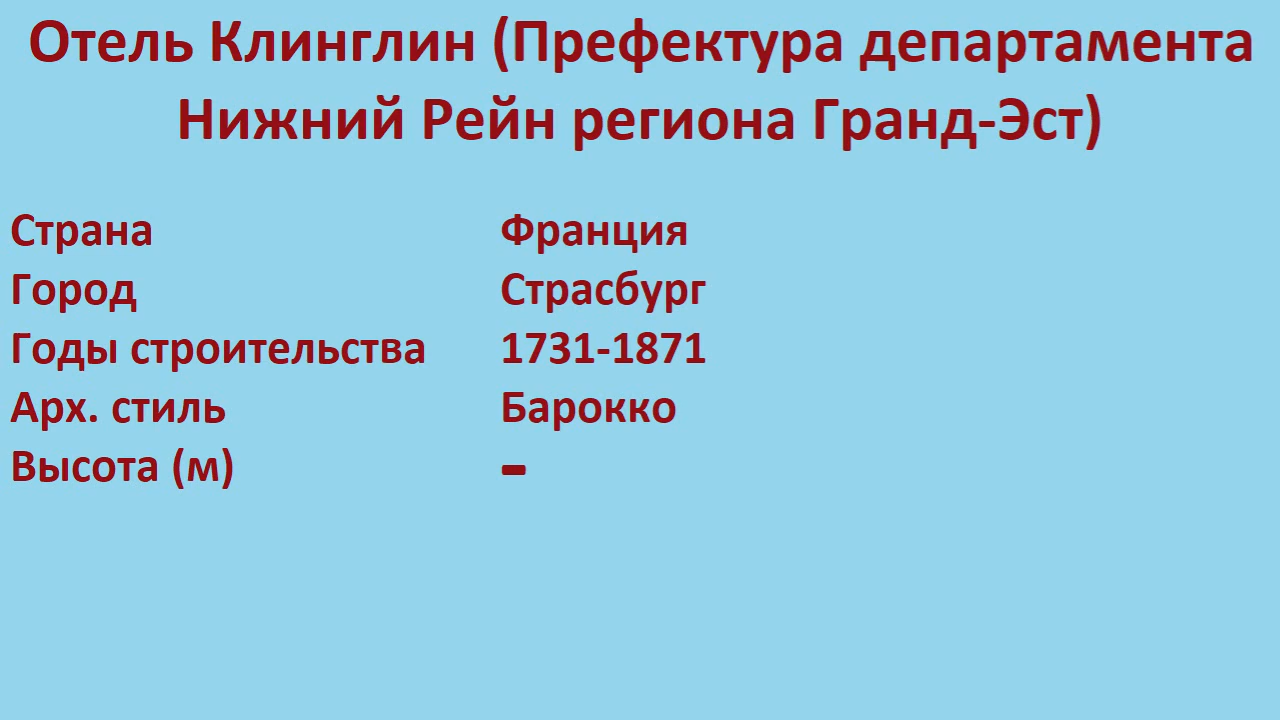 Отель Клинглин (Префектура департамента
Нижний Рейн региона Гранд-Эст)
Страна Франция
Город Страсбург
Годы строительства 1731-1871
Арх. стиль Барокко
Высота (м) -